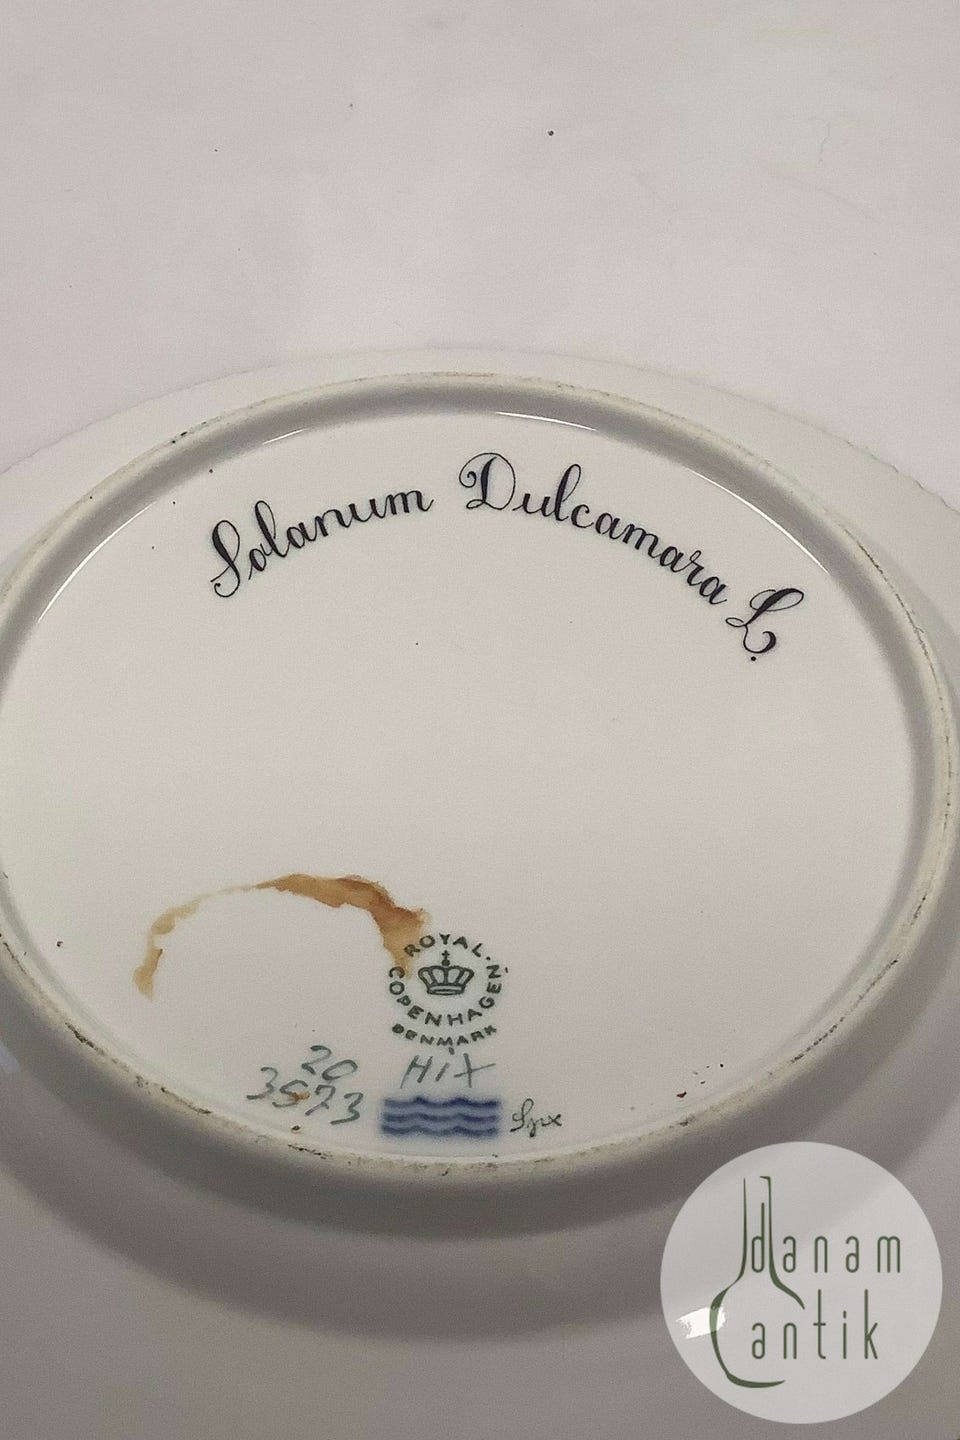 Solanum Dulcamara L.
ROYAL
COPENHAGEN
DENMARK
20
3573
danam
antik